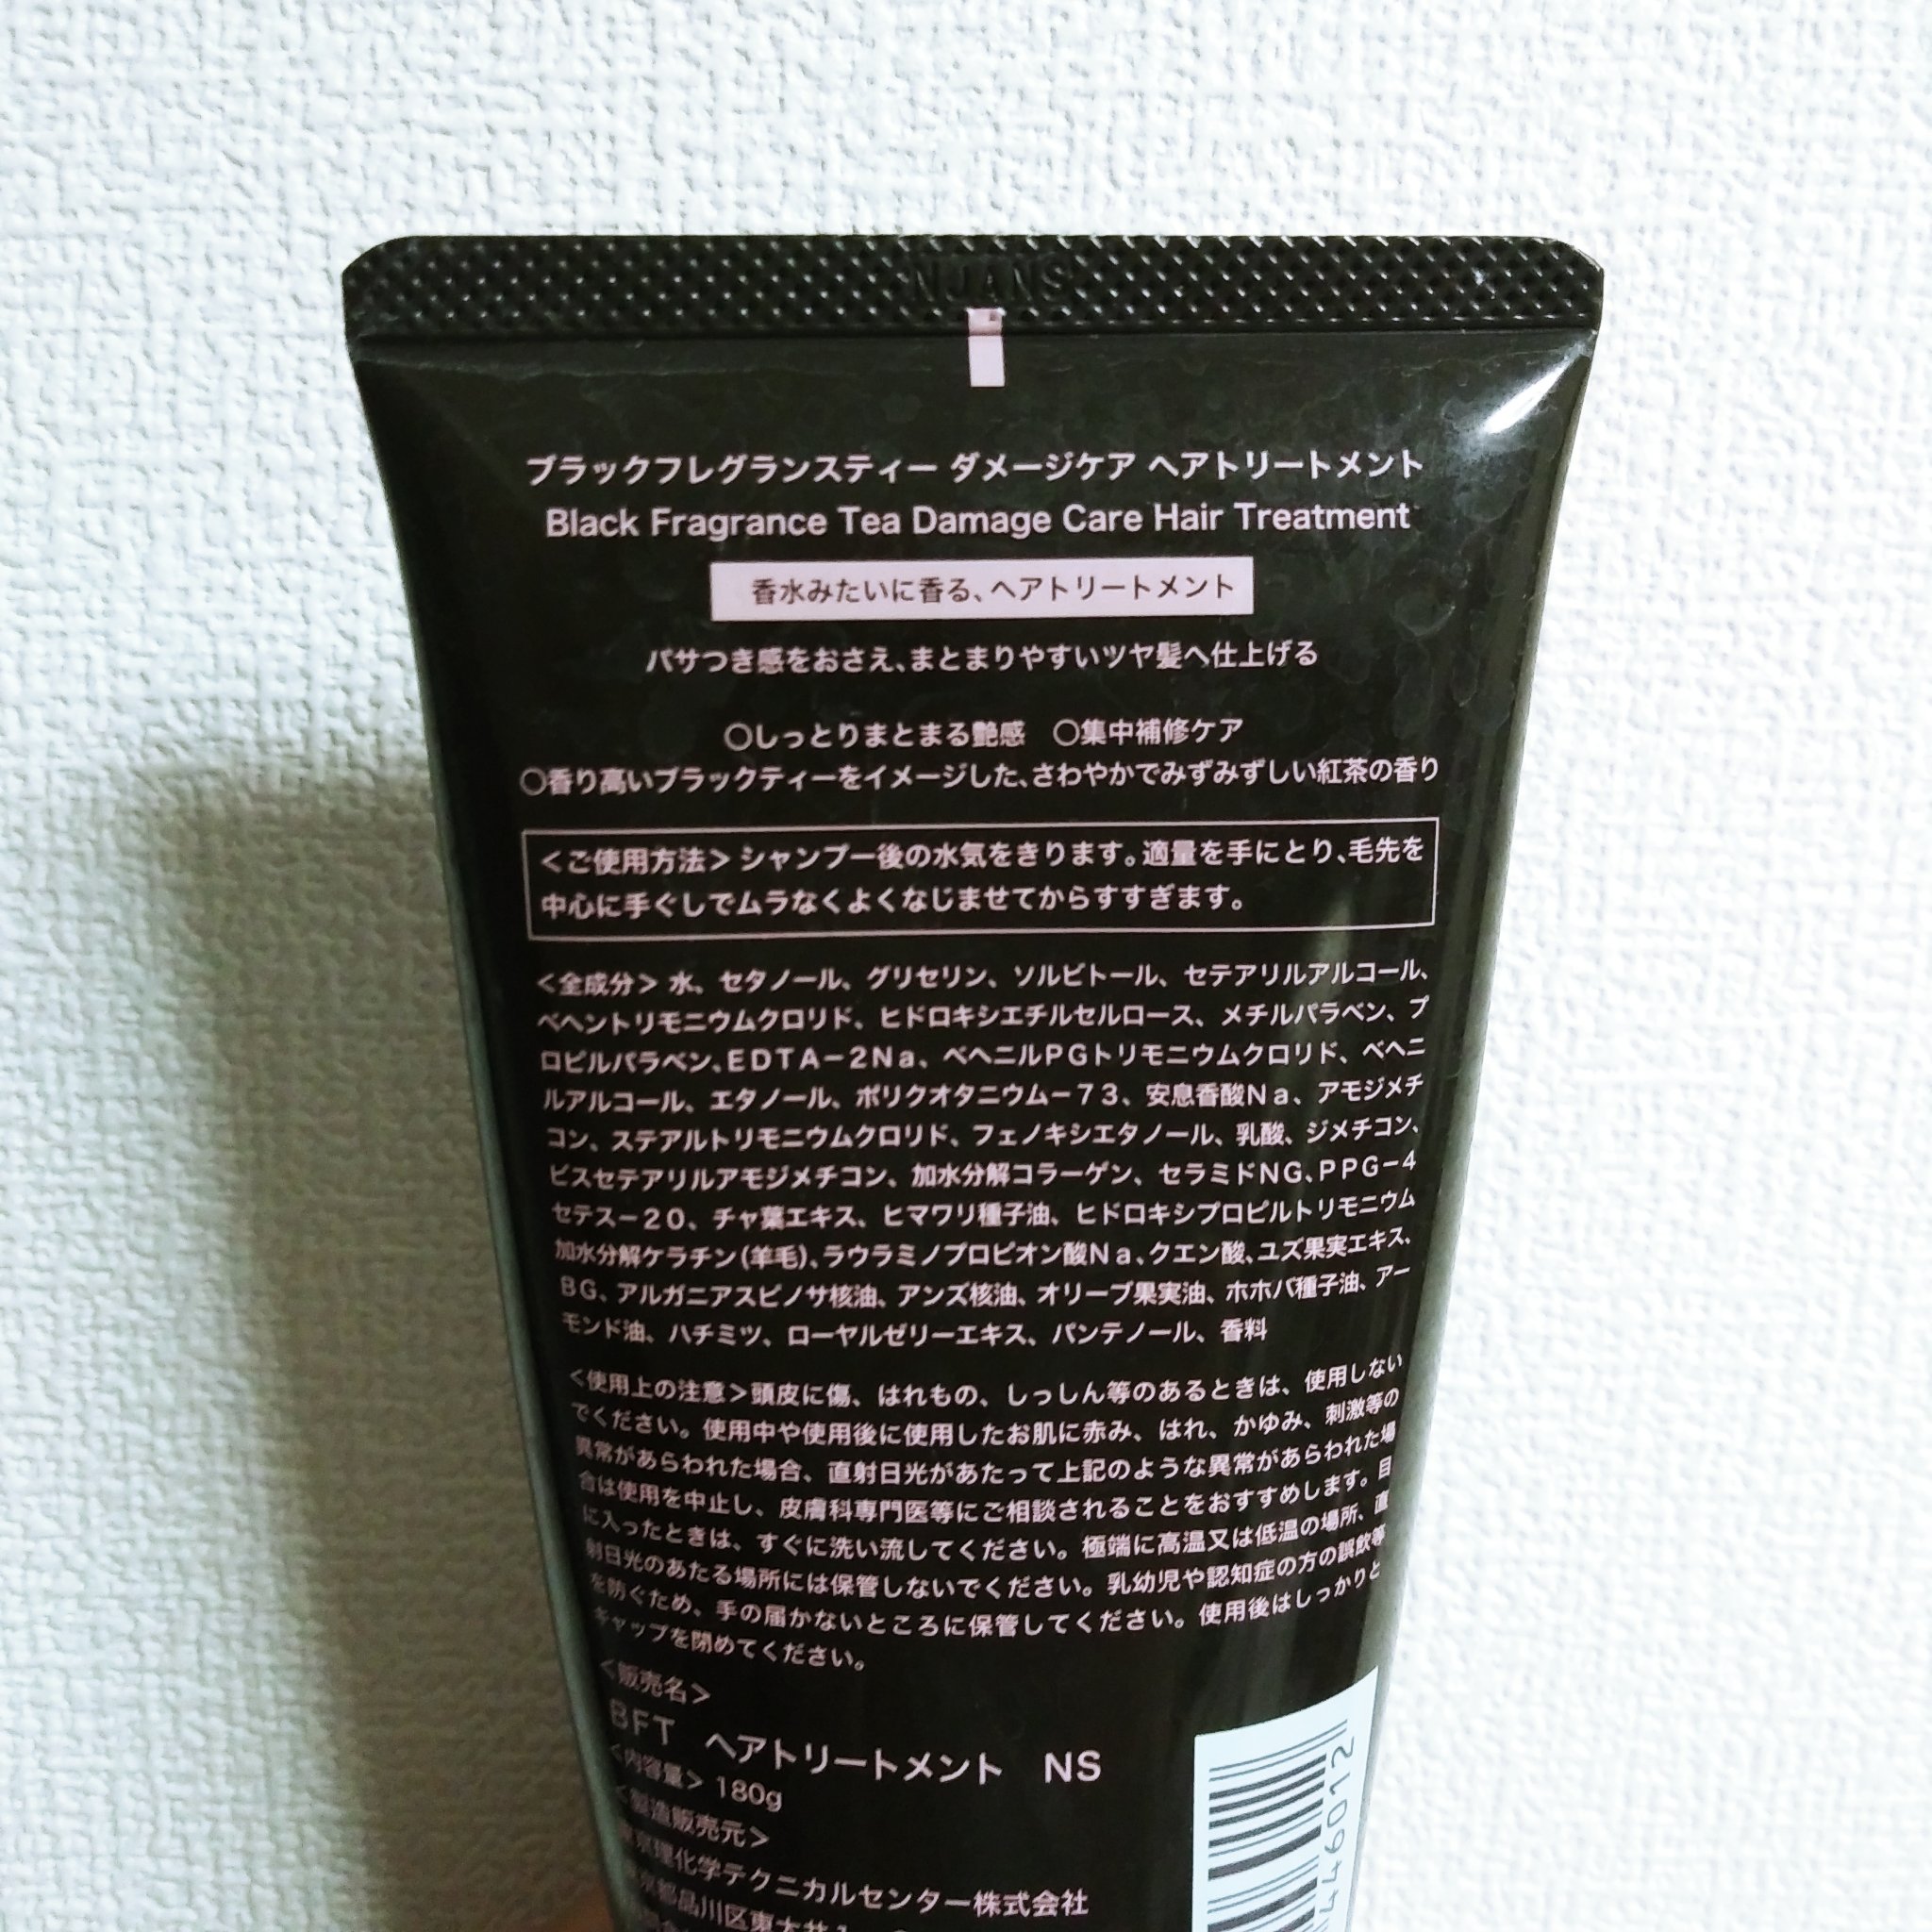 NJANS
ブラックフレグランスティー ダメージケア ヘアトリートメント
Black Fragrance Tea Damage Care Hair Treatment
香水みたいに香る、ヘアトリートメント
パサつき感をおさえ、まとまりやすいツヤ髪へ仕上げる
○しっとりまとまる艶感 ○集中補修ケア
○香り高いブラックティーをイメージした、さわやかでみずみずしい紅茶の香り
＜ご使用方法＞シャンプー後の水気をきります。適量を手にとり、毛先を
中心に手ぐしでムラなくよくなじませてからすすぎます。
＜全成分＞水、セタノール、グリセリン、ソルビトール、セテアリルアルコール、
ベヘントリモニウムクロリド、ヒドロキシエチルセルロース、メチルパラベン、プ
ロピルパラベン、EDTA－2Na、ベヘニルPGトリモニウムクロリド、ベヘニ
ルアルコール、エタノール、ポリクオタニウム－73、安息香酸Na、アモジメチ
コン、ステアルトリモニウムクロリド、フェノキシエタノール、乳酸、ジメチコン、
ビスセテアリルアモジメチコン、加水分解コラーゲン、セラミドNG、PPG－4
セテス－20、チャ葉エキス、ヒマワリ種子油、ヒドロキシプロピルトリモニウム
加水分解ケラチン（羊毛）、ラウラミノプロピオン酸Na、クエン酸、ユズ果実エキス、
BG、アルガニアスピノサ核油、アンズ核油、オリーブ果実油、ホホバ種子油、アー
モンド油、ハチミツ、ローヤルゼリーエキス、パンテノール、香料
＜使用上の注意＞頭皮に傷、はれもの、しっしん等のあるときは、使用しない
でください。使用中や使用後に使用したお肌に赤み、はれ、かゆみ、刺激等の
異常があらわれた場合、直射日光があたって上記のような異常があらわれた場
合は使用を中止し、皮膚科専門医等にご相談されることをおすすめします。目
に入ったときは、すぐに洗い流してください。極端に高温又は低温の場所、直
射日光のあたる場所には保管しないでください。乳幼児や認知症の方の誤飲等
を防ぐため、手の届かないところに保管してください。使用後はしっかりと
キャップを閉めてください。
＜販売名＞
BFT ヘアトリートメント NS
＜内容量＞180g
＜製造販売元＞
東京理化学テクニカルセンター株式会社
東京都品川区東大井
446012